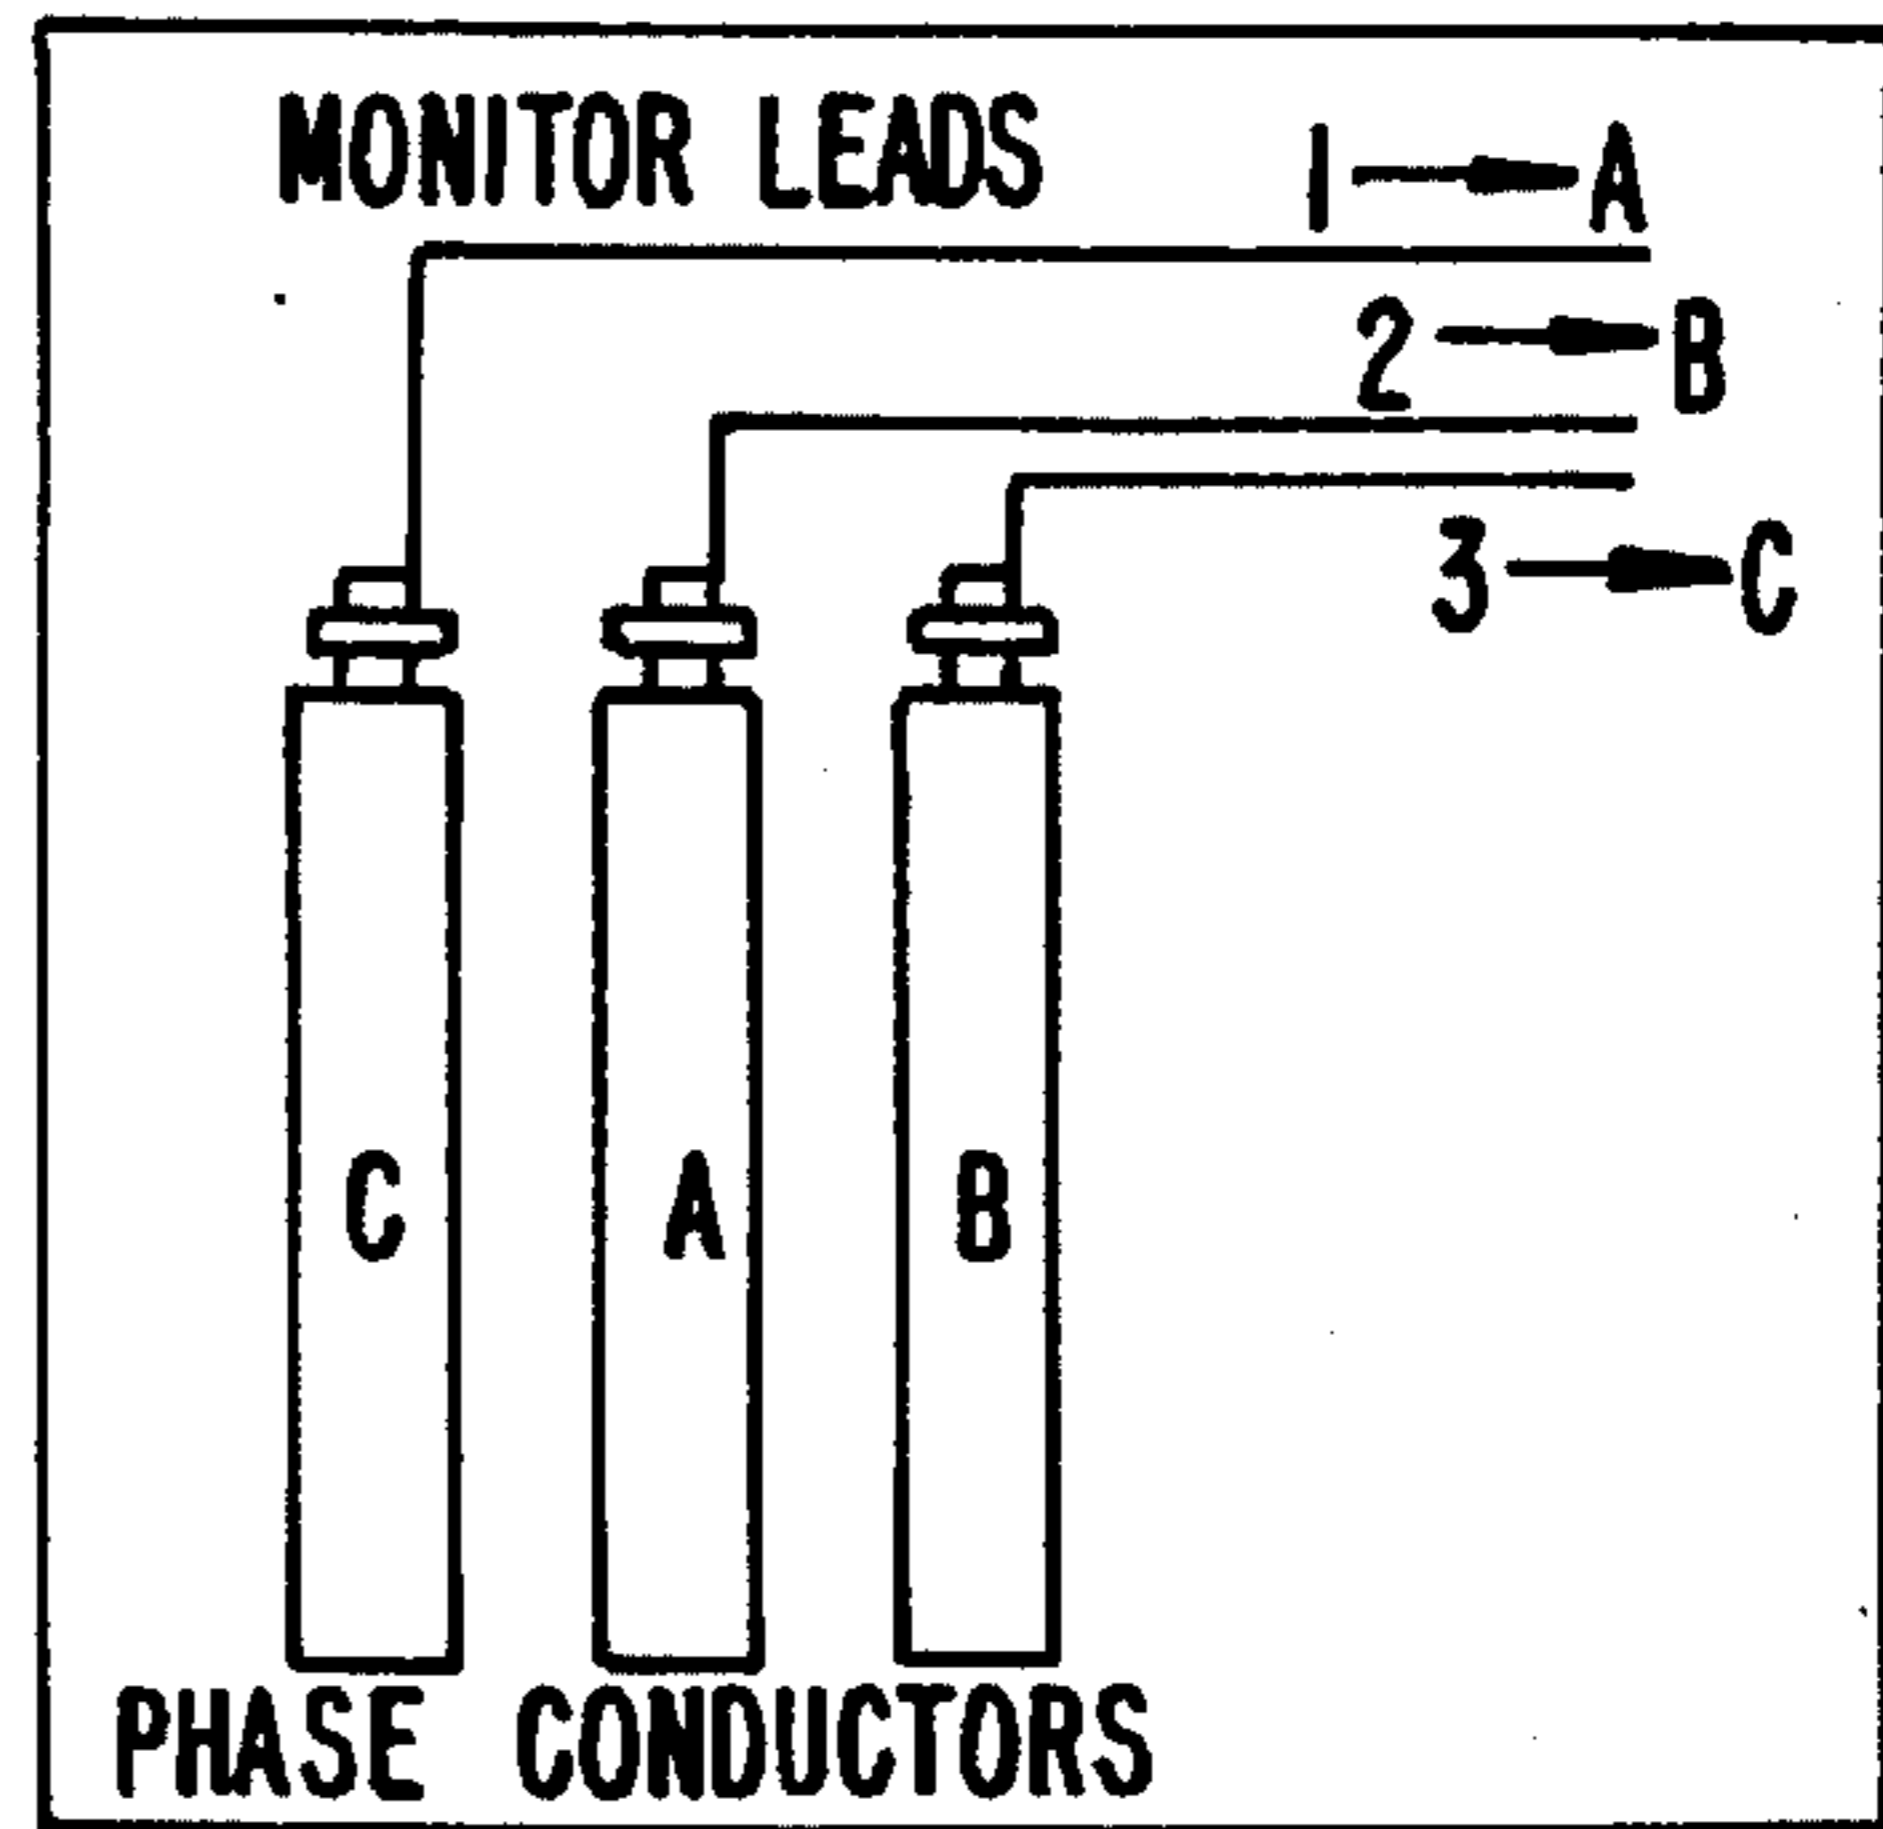 MONITOR LEADS
1 → A
2 → B
3 → C
C A B
PHASE CONDUCTORS